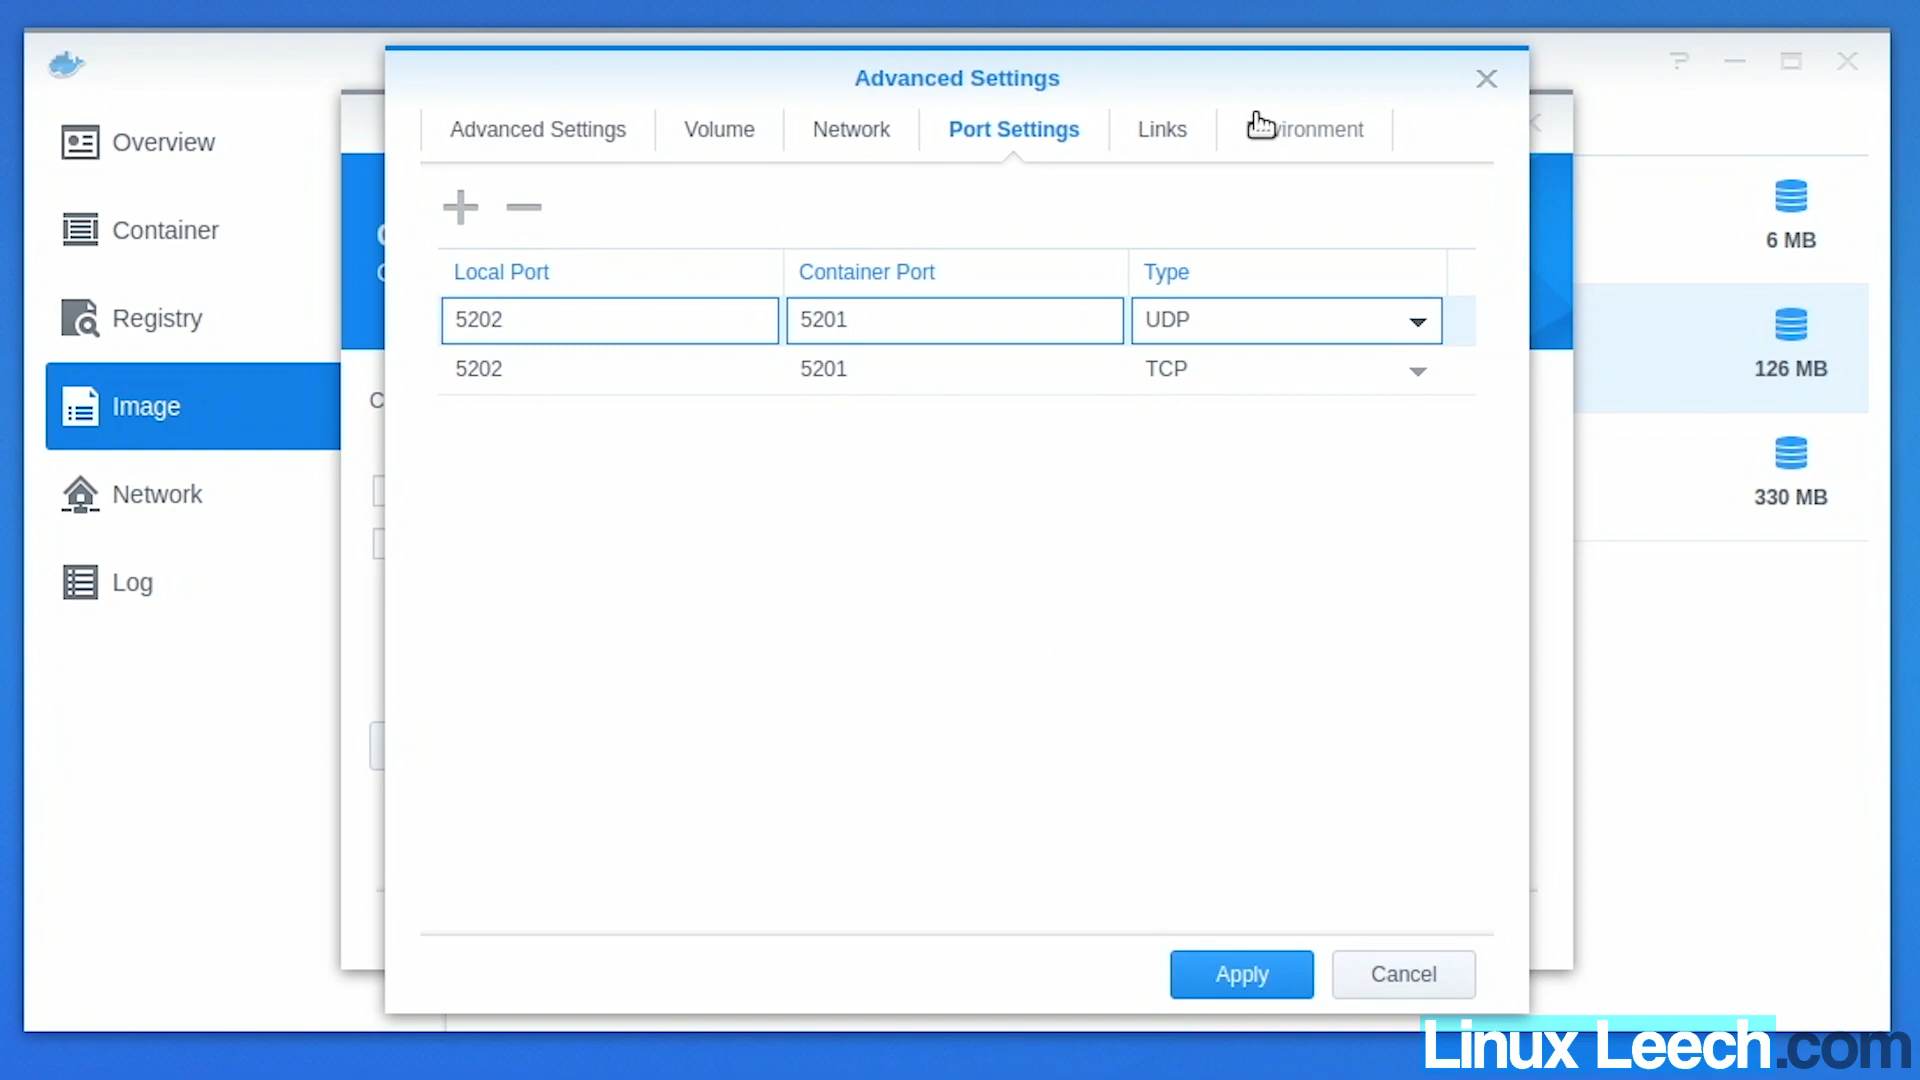 Advanced Settings
Advanced Settings
Volume
Network
Port Settings
Links
vironment
Overview
Container
Registry
Image
Network
Log
Local Port
Container Port
Type
5202
5201
UDP
5202
5201
TCP
6 MB
126 MB
330 MB
Apply
Cancel
Linux Leech.com